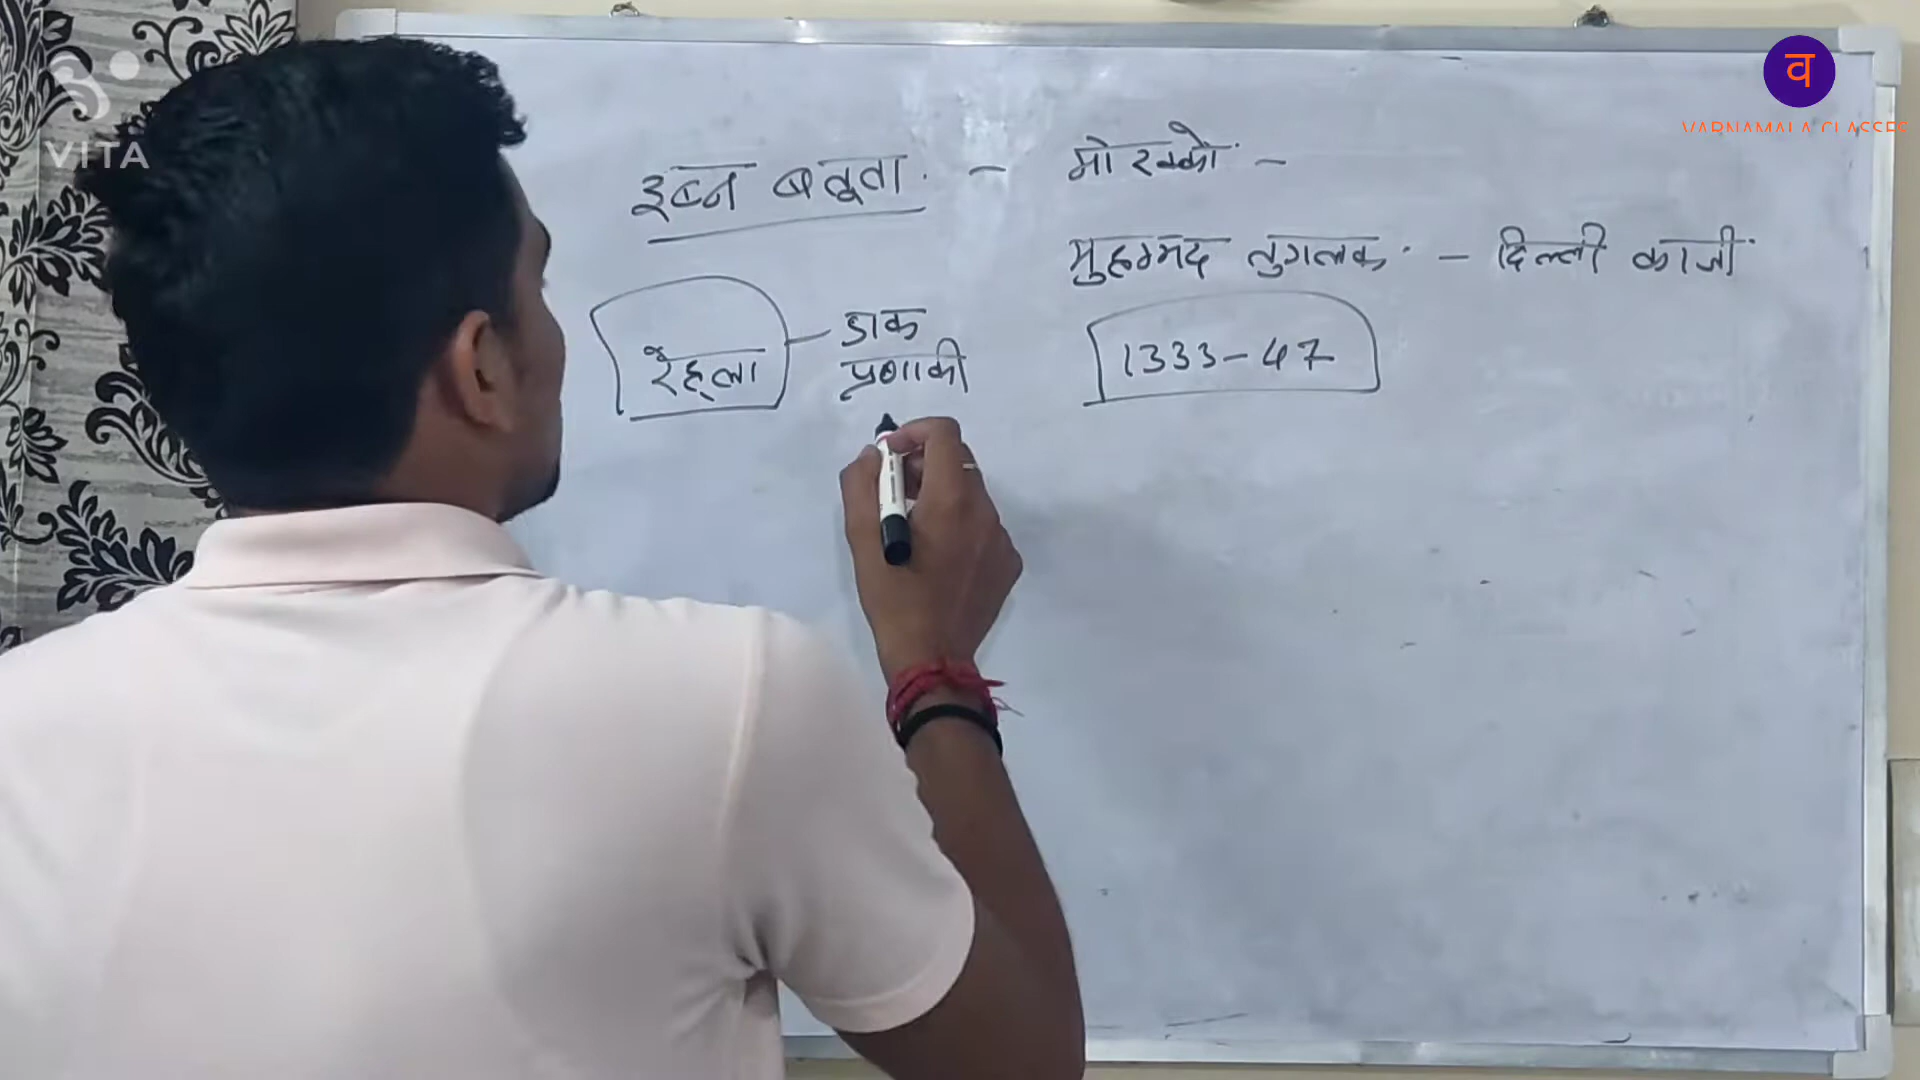 इब्न बतूता - मोरक्को -
मुहम्मद तुगलक - दिल्ली काजी
रेहला - डाक
प्रणाली
1333-47
व
VARNAMALA CLASSES
VITA